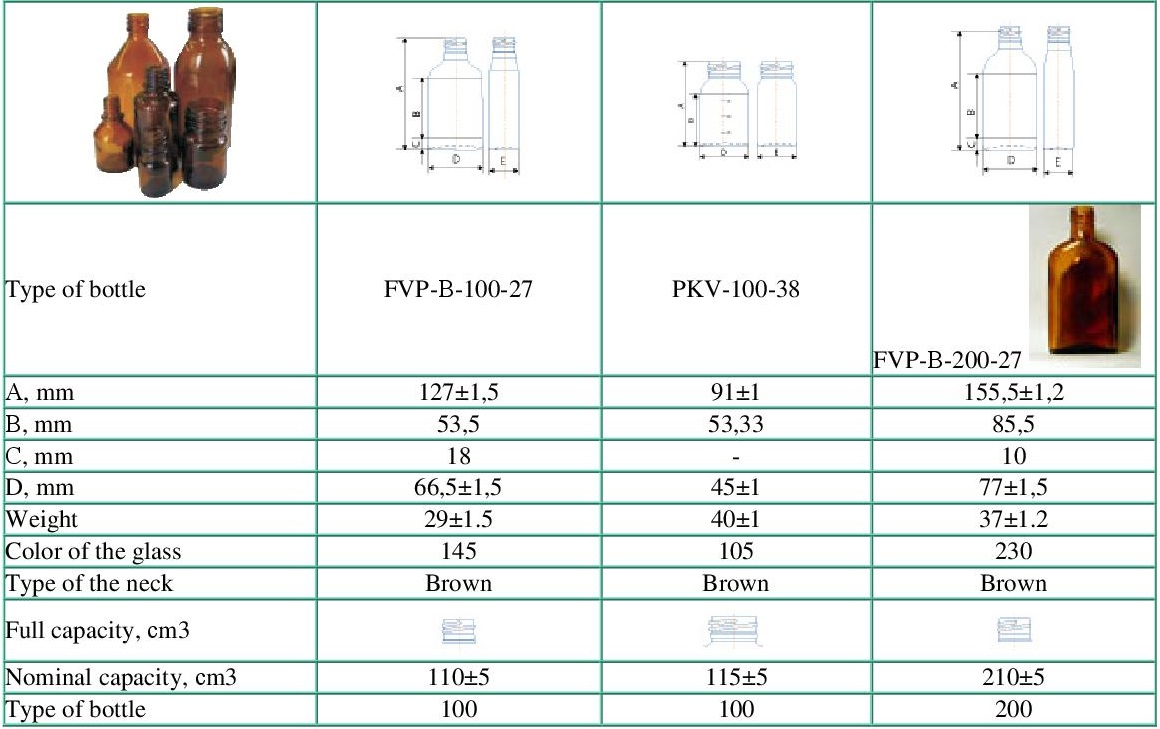 A B C D E A B D E A B C D E
Type of bottle FVP-B-100-27 PKV-100-38 FVP-B-200-27
A, mm 127±1,5 91±1 155,5±1,2
B, mm 53,5 53,33 85,5
C, mm 18 - 10
D, mm 66,5±1,5 45±1 77±1,5
Weight 29±1.5 40±1 37±1.2
Color of the glass 145 105 230
Type of the neck Brown Brown Brown
Full capacity, cm3
Nominal capacity, cm3 110±5 115±5 210±5
Type of bottle 100 100 200